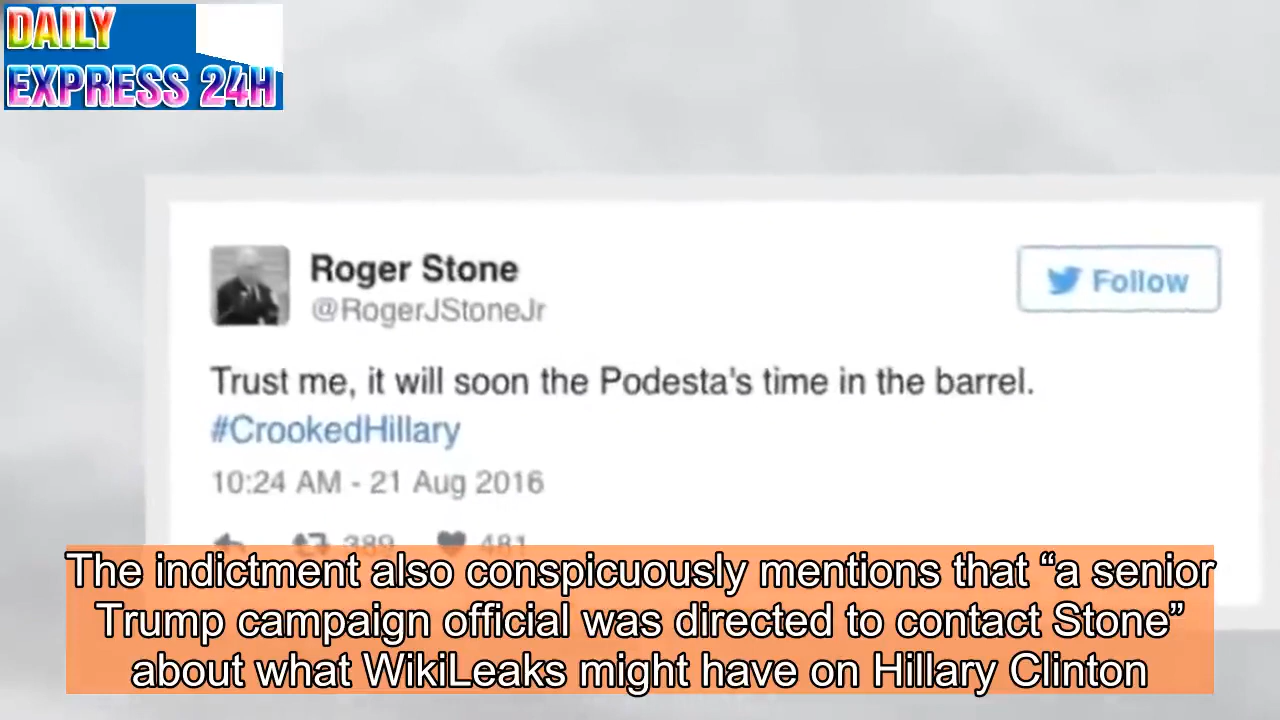 DAILY
EXPRESS 24H
Roger Stone
@RogerJStoneJr
Follow
Trust me, it will soon the Podesta's time in the barrel.
#CrookedHillary
10:24 AM - 21 Aug 2016
389 481
The indictment also conspicuously mentions that “a senior
Trump campaign official was directed to contact Stone”
about what WikiLeaks might have on Hillary Clinton